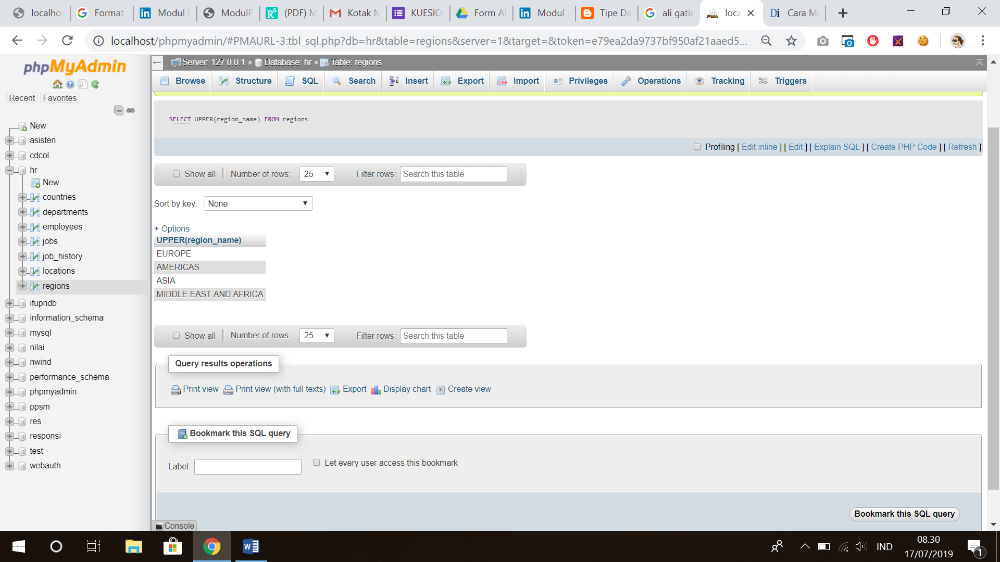 localhos
Format
Modul
ModulP
(PDF) M
Kotak M
KUESIO
Form Al
Modul
Tipe Da
ali gatie
loca
Cara Me
localhost/phpmyadmin/#PMAURL-3:tbl_sql.php?db=hr&table=regions&server=1&target=&token=e79ea2da9737bf950af21aaed5...
phpMyAdmin
Recent
Favorites
New
asisten
cdcol
hr
New
countries
departments
employees
jobs
job_history
locations
regions
ifupndb
information_schema
mysql
nilai
nwind
performance_schema
phpmyadmin
ppsm
res
responsi
test
webauth
Server: 127.0.0.1 » Database: hr » Table: regions
Browse Structure SQL Search Insert Export Import Privileges Operations Tracking Triggers
SELECT UPPER(region_name) FROM regions
Profiling [ Edit inline ] [ Edit ] [ Explain SQL ] [ Create PHP Code ] [ Refresh ]
Show all Number of rows: 25 Filter rows: Search this table
Sort by key: None
+ Options
UPPER(region_name)
EUROPE
AMERICAS
ASIA
MIDDLE EAST AND AFRICA
Show all Number of rows: 25 Filter rows: Search this table
Query results operations
Print view Print view (with full texts) Export Display chart Create view
Bookmark this SQL query
Label: Let every user access this bookmark
Bookmark this SQL query
Console
IND
08.30
17/07/2019
1